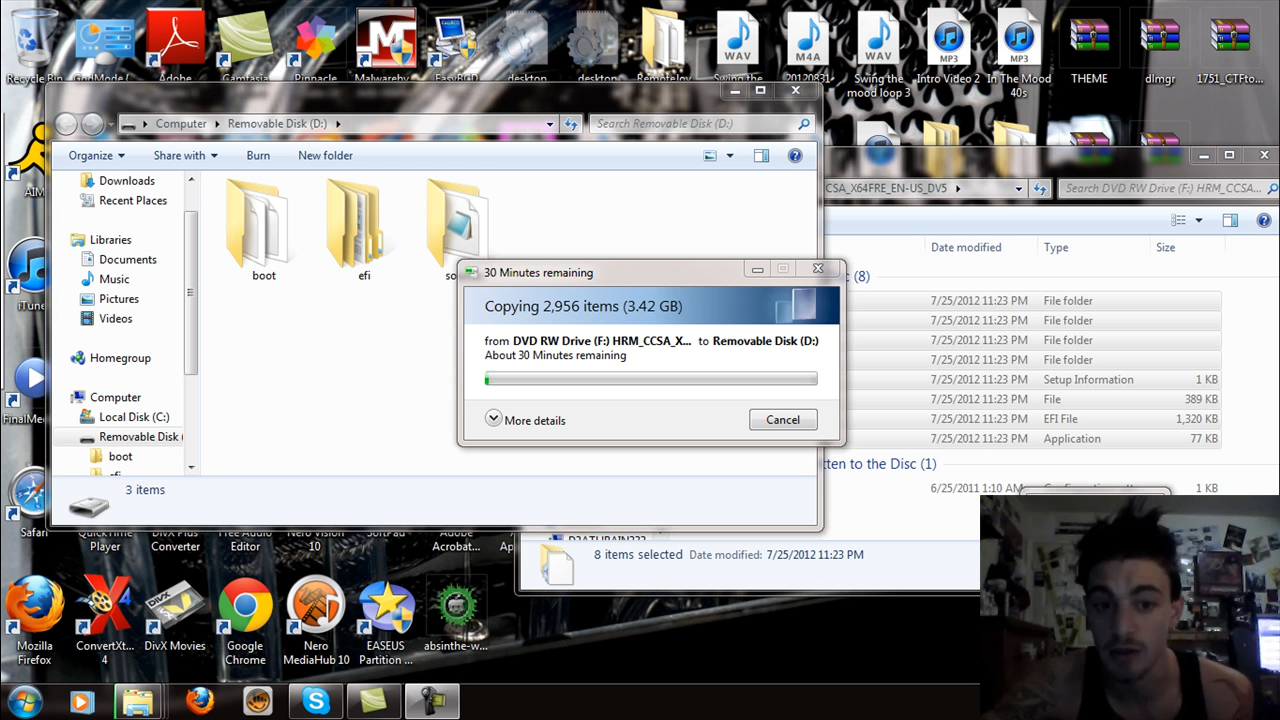 Recycle Bin
GodMode (
Adobe
Camtasia
Pinnacle
Malwareby
EasyBCD
desktop
desktop
RemoteJoy
Swing the
20120831
Swing the
mood loop 3
Intro Video 2
In The Mood
40s
THEME
dlmgr
1751_CTFto...
WAV
M4A
WAV
MP3
MP3
Computer
Removable Disk (D:)
Search Removable Disk (D:)
Organize
Share with
Burn
New folder
Downloads
Recent Places
Libraries
Documents
Music
Pictures
Videos
Homegroup
Computer
Local Disk (C:)
Removable Disk (
boot
efi
boot
efi
so
3 items
30 Minutes remaining
Copying 2,956 items (3.42 GB)
from DVD RW Drive (F:) HRM_CCSA_X... to Removable Disk (D:)
About 30 Minutes remaining
More details
Cancel
CCSA_X64FRE_EN-US_DV5
Search DVD RW Drive (F:) HRM_CCSA...
Date modified
Type
Size
(8)
7/25/2012 11:23 PM File folder
7/25/2012 11:23 PM File folder
7/25/2012 11:23 PM File folder
7/25/2012 11:23 PM File folder
7/25/2012 11:23 PM Setup Information 1 KB
7/25/2012 11:23 PM File 389 KB
7/25/2012 11:23 PM EFI File 1,320 KB
7/25/2012 11:23 PM Application 77 KB
tten to the Disc (1)
6/25/2011 1:10 AM 1 KB
8 items selected Date modified: 7/25/2012 11:23 PM
AIM
iTune
FinalMe
Safari
QuickTime
Player
DivX Plus
Converter
Free Audio
Editor
Nero Vision
10
SoftPad
Adobe
Acrobat...
Mozilla
Firefox
ConvertXt...
4
DivX Movies
Google
Chrome
Nero
MediaHub 10
EASEUS
Partition ...
absinthe-w...